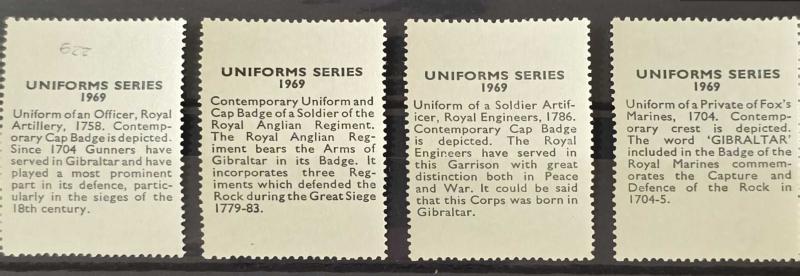 229
UNIFORMS SERIES
1969
Uniform of an Officer, Royal
Artillery, 1758. Contemp-
orary Cap Badge is depicted.
Since 1704 Gunners have
served in Gibraltar and have
played a most prominent
part in its defence, partic-
ularly in the sieges of the
18th century.
UNIFORMS SERIES
1969
Contemporary Uniform and
Cap Badge of a Soldier of the
Royal Anglian Regiment.
The Royal Anglian Reg-
iment bears the Arms of
Gibraltar in its Badge. It
incorporates three Reg-
iments which defended the
Rock during the Great Siege
1779-83.
UNIFORMS SERIES
1969
Uniform of a Soldier Artif-
icer, Royal Engineers, 1786.
Contemporary Cap Badge
is depicted. The Royal
Engineers have served in
this Garrison with great
distinction both in Peace
and War. It could be said
that this Corps was born in
Gibraltar.
UNIFORMS SERIES
1969
Uniform of a Private of Fox's
Marines, 1704. Contemp-
orary crest is depicted.
The word 'GIBRALTAR'
included in the Badge of the
Royal Marines commem-
orates the Capture and
Defence of the Rock in
1704-5.